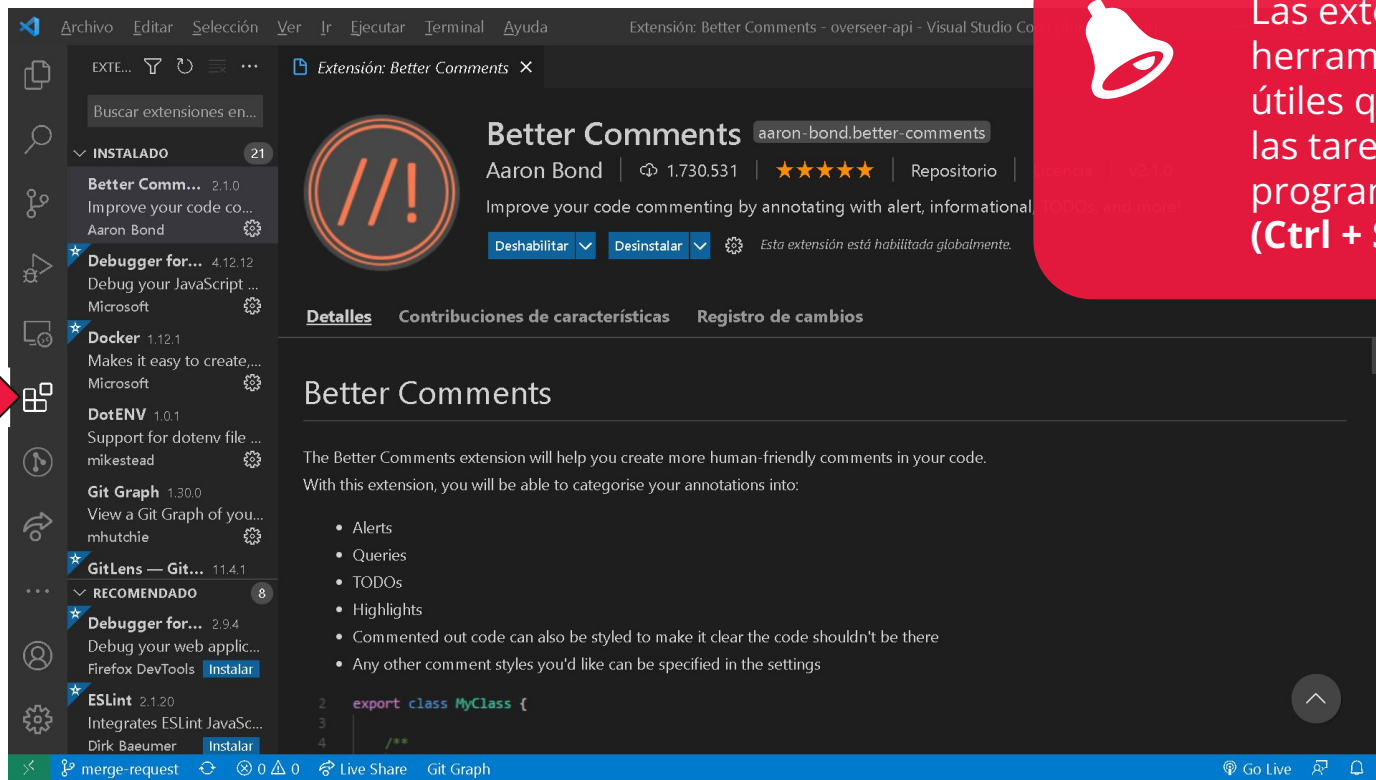 Archivo Editar Selección Ver Ir Ejecutar Terminal Ayuda Extensión: Better Comments - overseer-api - Visual Studio
EXTE...
Buscar extensiones en...
INSTALADO 21
Better Comm... 2.1.0
Improve your code co...
Aaron Bond
Debugger for... 4.12.12
Debug your JavaScript ...
Microsoft
Docker 1.12.1
Makes it easy to create,...
Microsoft
DotENV 1.0.1
Support for dotenv file ...
mikestead
Git Graph 1.30.0
View a Git Graph of you...
mhutchie
GitLens — Git... 11.4.1
RECOMENDADO 8
Debugger for... 2.9.4
Debug your web applic...
Firefox DevTools Instalar
ESLint 2.1.20
Integrates ESLint JavaSc...
Dirk Baeumer Instalar
Extensión: Better Comments
//!
Better Comments aaron-bond.better-comments
Aaron Bond 1.730.531 ★★★★★ Repositorio Licencia v2.1.0
Improve your code commenting by annotating with alert, informational, TODOs, and more!
Deshabilitar Desinstalar Esta extensión está habilitada globalmente.
Detalles Contribuciones de características Registro de cambios
Better Comments
The Better Comments extension will help you create more human-friendly comments in your code.
With this extension, you will be able to categorise your annotations into:
• Alerts
• Queries
• TODOs
• Highlights
• Commented out code can also be styled to make it clear the code shouldn't be there
• Any other comment styles you'd like can be specified in the settings
2 export class MyClass {
3
4 /**
Las
útiles
las
(Ctrl +
merge-request 0 0 Live Share Git Graph Go Live